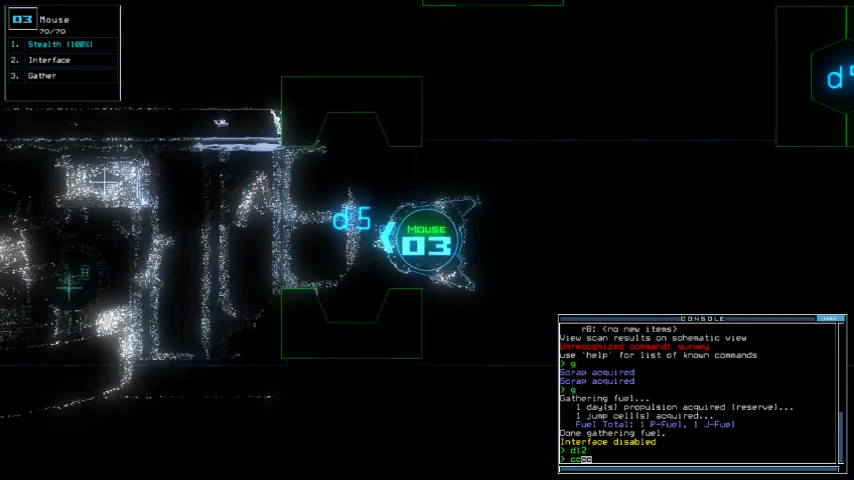 03 Mouse
70/70
1. Stealth (100%)
2. Interface
3. Gather
d5
MOUSE
03
CONSOLE
r8: <no new items>
View scan results on schematic view
Unrecognized command: survey
use 'help' for list of known commands
> g
Scrap acquired
Scrap acquired
> g
Gathering fuel...
1 day(s) propulsion acquired (reserve)...
1 jump cell(s) acquired...
Fuel Total: 1 P-Fuel, 1 J-Fuel
Done gathering fuel.
Interface disabled
> d12